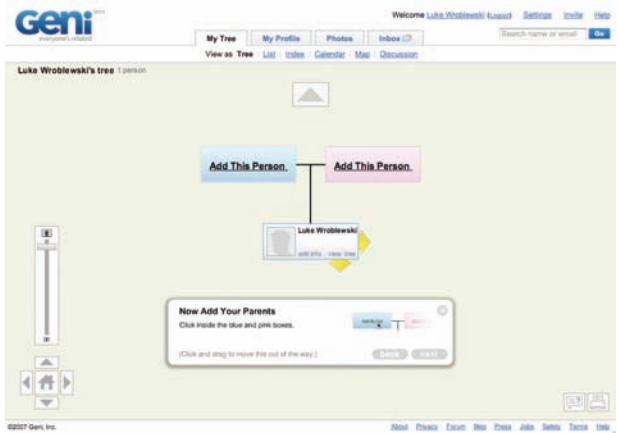 Geni beta
everyone's related
Welcome Luke Wroblewski (Logout) Settings Invite Help
My Tree My Profile Photos Inbox
Search name or email Go
View as Tree List Index Calendar Map Discussion
Luke Wroblewski's tree 1 person
Add This Person Add This Person
Luke Wroblewski
edit info view tree
Now Add Your Parents
Click inside the blue and pink boxes.
(Click and drag to move this out of the way.) back next
©2007 Geni, Inc. About Privacy Forum Blog Press Jobs Safety Terms Help